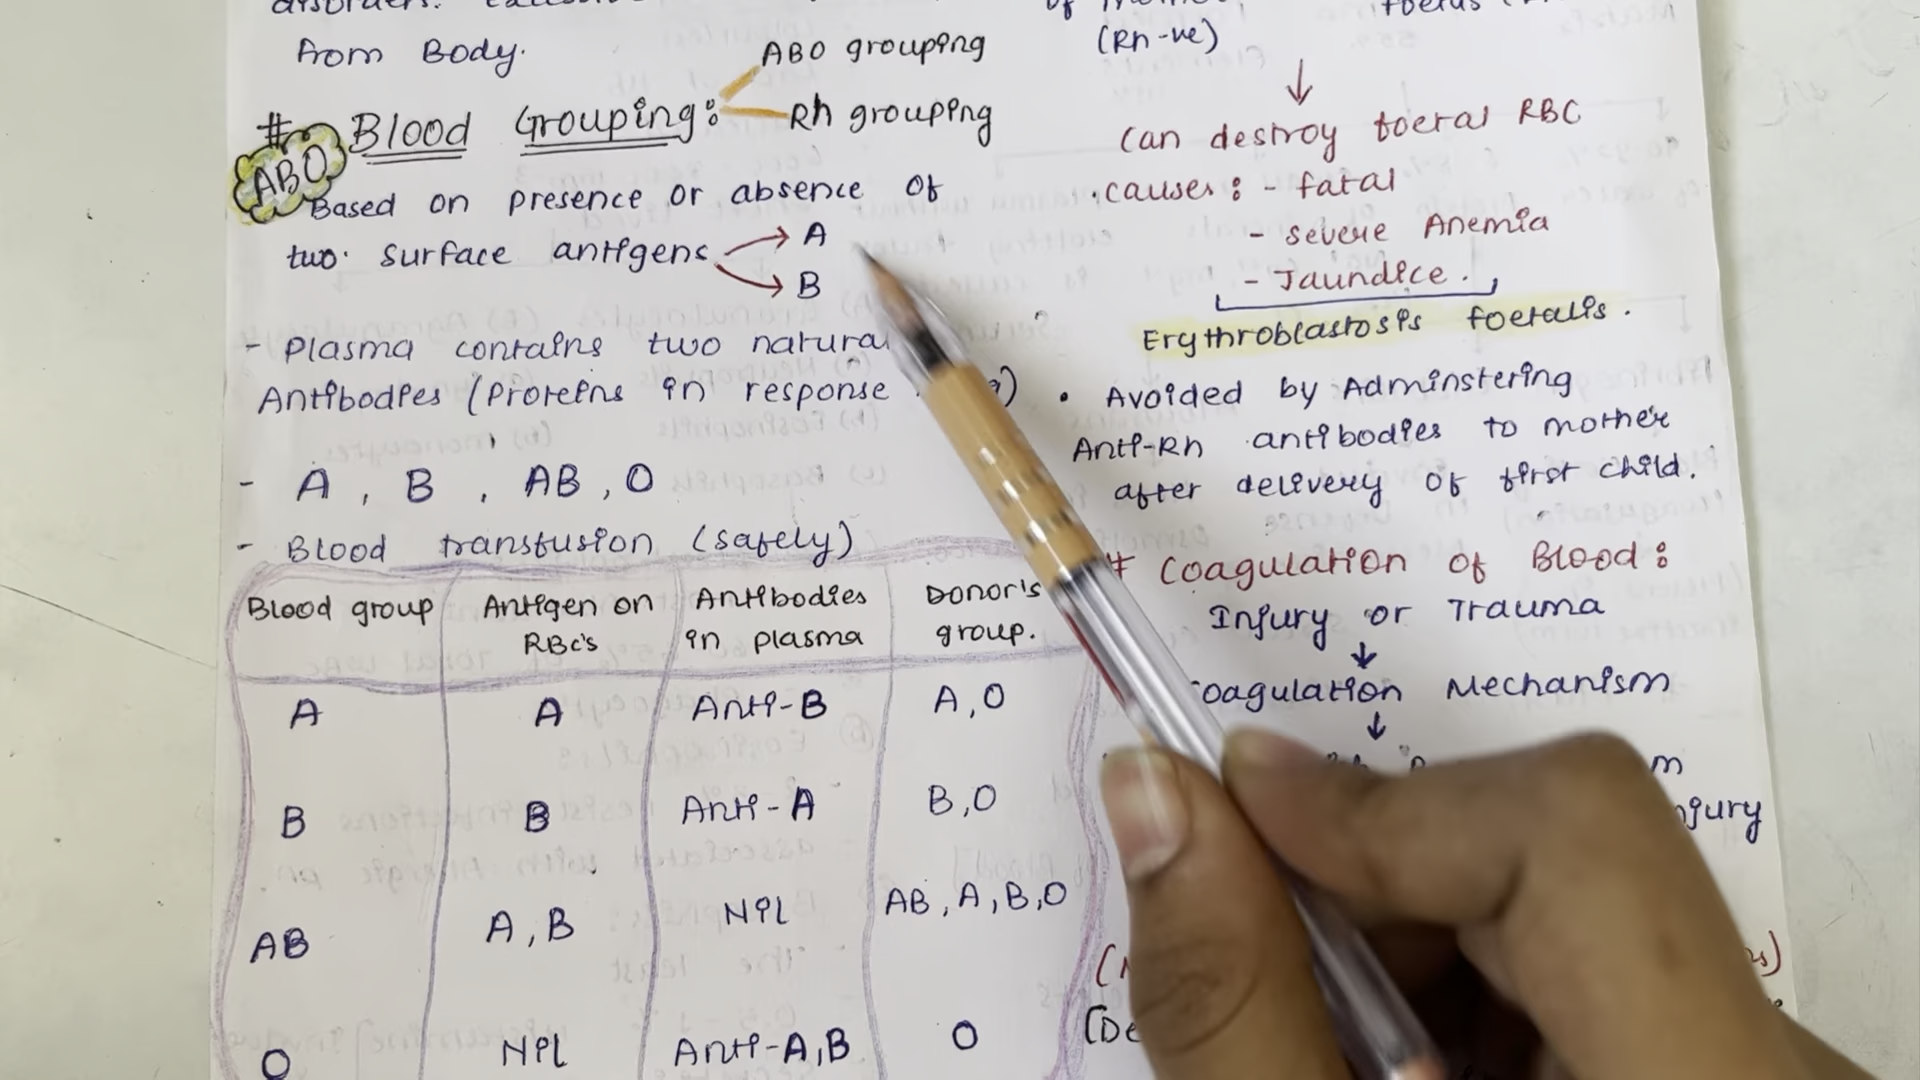 from Body.
# Blood Grouping:
ABO grouping
Rh grouping
ABO
Based on presence or absence of
two surface antigens
A
B
- Plasma contains two natural
Antibodies (Proteins in response
- A, B, AB, O
- Blood transfusion (safely)
Blood group | Antigen on RBC's | Antibodies in plasma | Donor's group.
A | A | Anti-B | A,O
B | B | Anti-A | B,O
AB | A,B | Nil | AB, A, B,O
O | Nil | Anti-A,B | O
(Rh-ve)
Can destroy foetal RBC
causes: - fatal
- severe Anemia
- Jaundice.
Erythroblastosis foetalis.
• Avoided by Adminstering
Anti-Rh antibodies to mother
after delivery of first child.
# Coagulation of Blood:
Injury or Trauma
Coagulation Mechanism